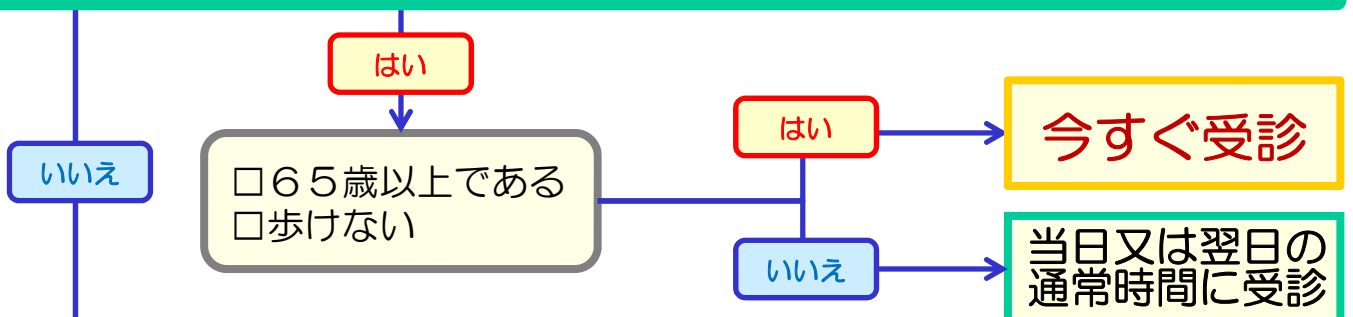 はい
はい
今すぐ受診
いいえ
□６５歳以上である
□歩けない
いいえ
当日又は翌日の
通常時間に受診